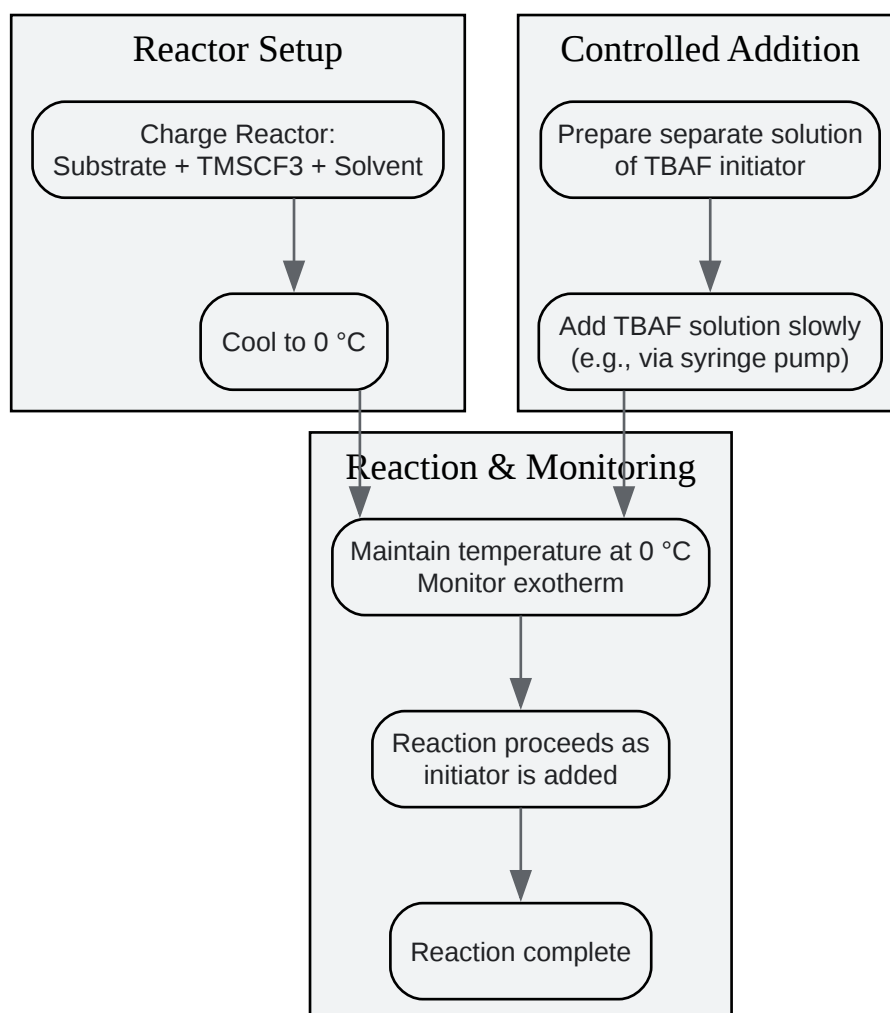 Reactor Setup
Charge Reactor:
Substrate + TMSCF3 + Solvent
Cool to 0 °C
Controlled Addition
Prepare separate solution
of TBAF initiator
Add TBAF solution slowly
(e.g., via syringe pump)
Reaction & Monitoring
Maintain temperature at 0 °C
Monitor exotherm
Reaction proceeds as
initiator is added
Reaction complete